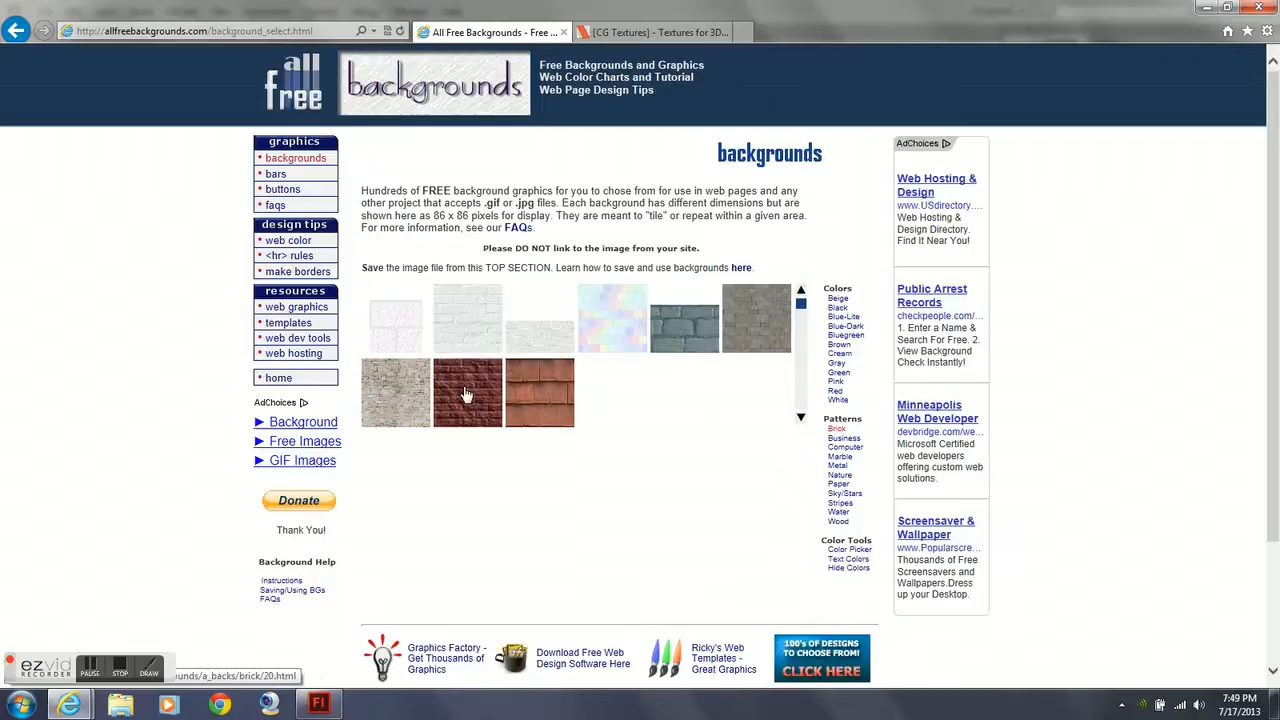 http://allfreebackgrounds.com/background_select.html
All Free Backgrounds - Free ...
[CG Textures] - Textures for 3D...
all
free
backgrounds
Free Backgrounds and Graphics
Web Color Charts and Tutorial
Web Page Design Tips
graphics
• backgrounds
• bars
• buttons
• faqs
design tips
• web color
• <hr> rules
• make borders
resources
• web graphics
• templates
• web dev tools
• web hosting
• home
AdChoices
► Background
► Free Images
► GIF Images
Donate
Thank You!
Background Help
Instructions
Saving/Using BGs
FAQs
backgrounds
Hundreds of FREE background graphics for you to chose from for use in web pages and any
other project that accepts .gif or .jpg files. Each background has different dimensions but are
shown here as 86 x 86 pixels for display. They are meant to "tile" or repeat within a given area.
For more information, see our FAQs.
Please DO NOT link to the image from your site.
Save the image file from this TOP SECTION. Learn how to save and use backgrounds here.
Colors
Beige
Black
Blue-Lite
Blue-Dark
Bluegreen
Brown
Cream
Gray
Green
Pink
Red
White
Patterns
Brick
Business
Computer
Marble
Metal
Nature
Paper
Sky/Stars
Stripes
Water
Wood
Color Tools
Color Picker
Text Colors
Hide Colors
AdChoices
Web Hosting &
Design
www.USdirectory....
Web Hosting &
Design Directory.
Find It Near You!
Public Arrest
Records
checkpeople.com/...
1. Enter a Name &
Search For Free. 2.
View Background
Check Instantly!
Minneapolis
Web Developer
devbridge.com/we...
Microsoft Certified
web developers
offering custom web
solutions.
Screensaver &
Wallpaper
www.Popularscre...
Thousands of Free
Screensavers and
Wallpapers.Dress
up your Desktop.
Graphics Factory -
Get Thousands of
Graphics
Download Free Web
Design Software Here
Ricky's Web
Templates -
Great Graphics
100's OF DESIGNS
TO CHOOSE FROM
CLICK HERE
ezvid
RECORDER
PAUSE
STOP
DRAW
ounds/a_backs/brick/20.html
Fl
7:49 PM
7/17/2013